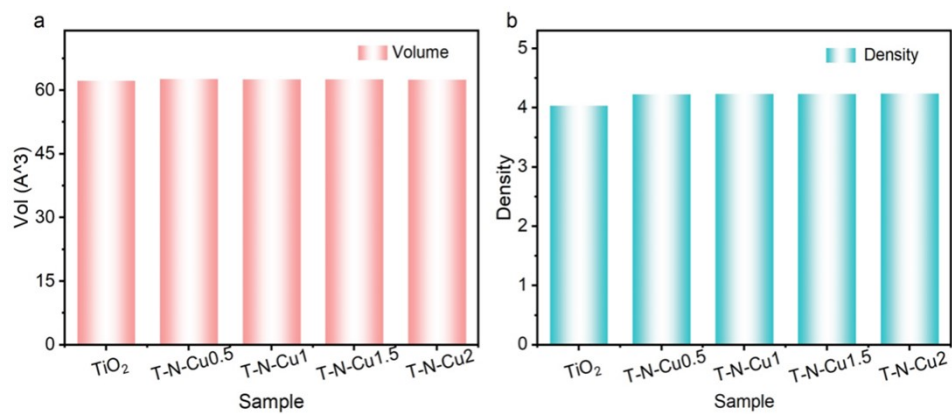 a
Volume
60
45
30
15
0
Vol (A^3)
TiO₂
T-N-Cu0.5
T-N-Cu1
T-N-Cu1.5
T-N-Cu2
Sample
b
Density
5
4
3
2
1
0
Density
TiO₂
T-N-Cu0.5
T-N-Cu1
T-N-Cu1.5
T-N-Cu2
Sample